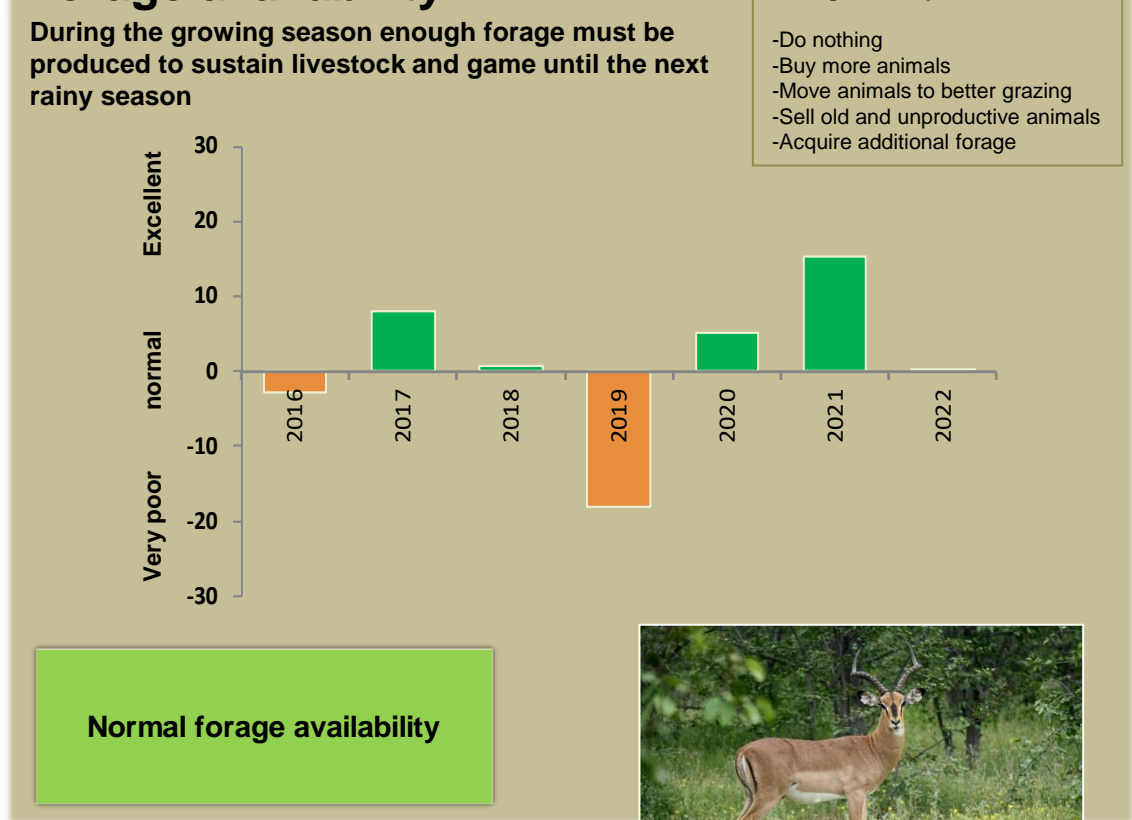 During the growing season enough forage must be
produced to sustain livestock and game until the next
rainy season
-Do nothing
-Buy more animals
-Move animals to better grazing
-Sell old and unproductive animals
-Acquire additional forage
Excellent
normal
Very poor
30
20
10
0
-10
-20
-30
2016
2017
2018
2019
2020
2021
2022
Normal forage availability